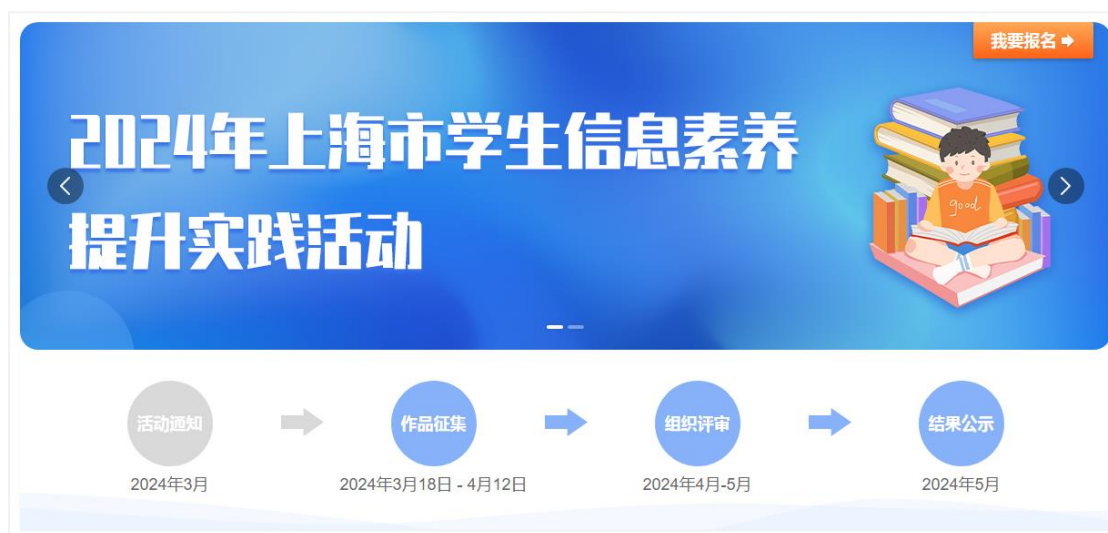 我要报名
2024年上海市学生信息素养
提升实践活动
good
活动通知
作品征集
组织评审
结果公示
2024年3月
2024年3月18日 - 4月12日
2024年4月-5月
2024年5月